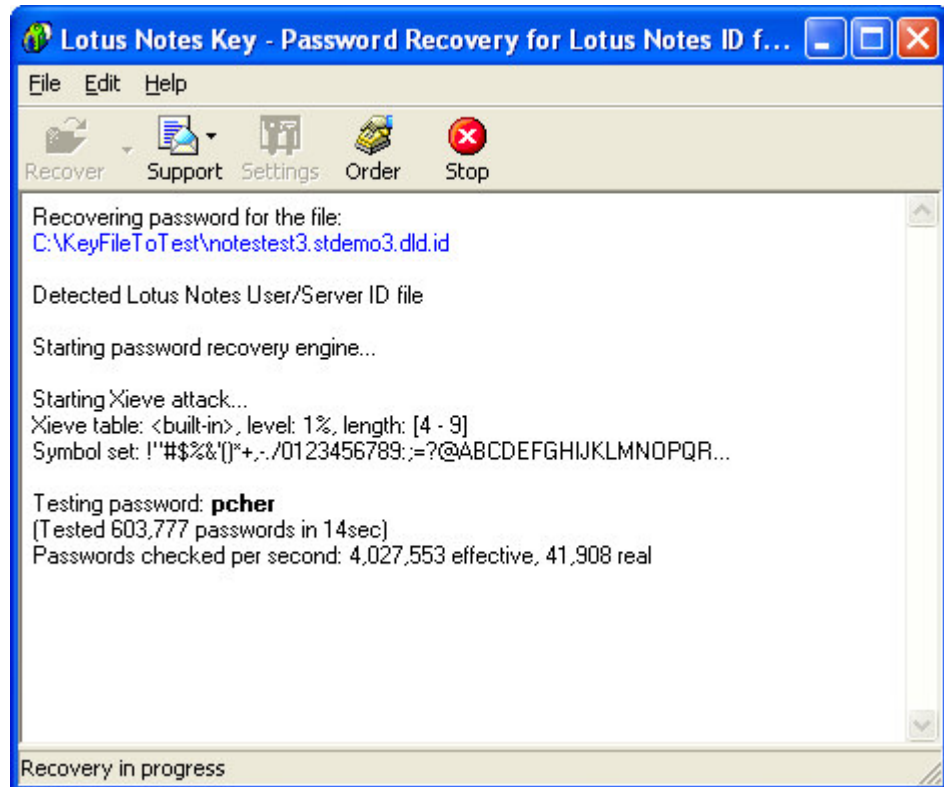 Lotus Notes Key - Password Recovery for Lotus Notes ID f...
File Edit Help
Recover Support Settings Order Stop
Recovering password for the file:
C:\KeyFileToTest\notestest3.stdemo3.dld.id
Detected Lotus Notes User/Server ID file
Starting password recovery engine...
Starting Xieve attack...
Xieve table: <built-in>, level: 1%, length: [4 - 9]
Symbol set: !"#$%&'()*+,-./0123456789:;=?@ABCDEFGHIJKLMNOPQR...
Testing password: pcher
(Tested 603,777 passwords in 14sec)
Passwords checked per second: 4,027,553 effective, 41,908 real
Recovery in progress